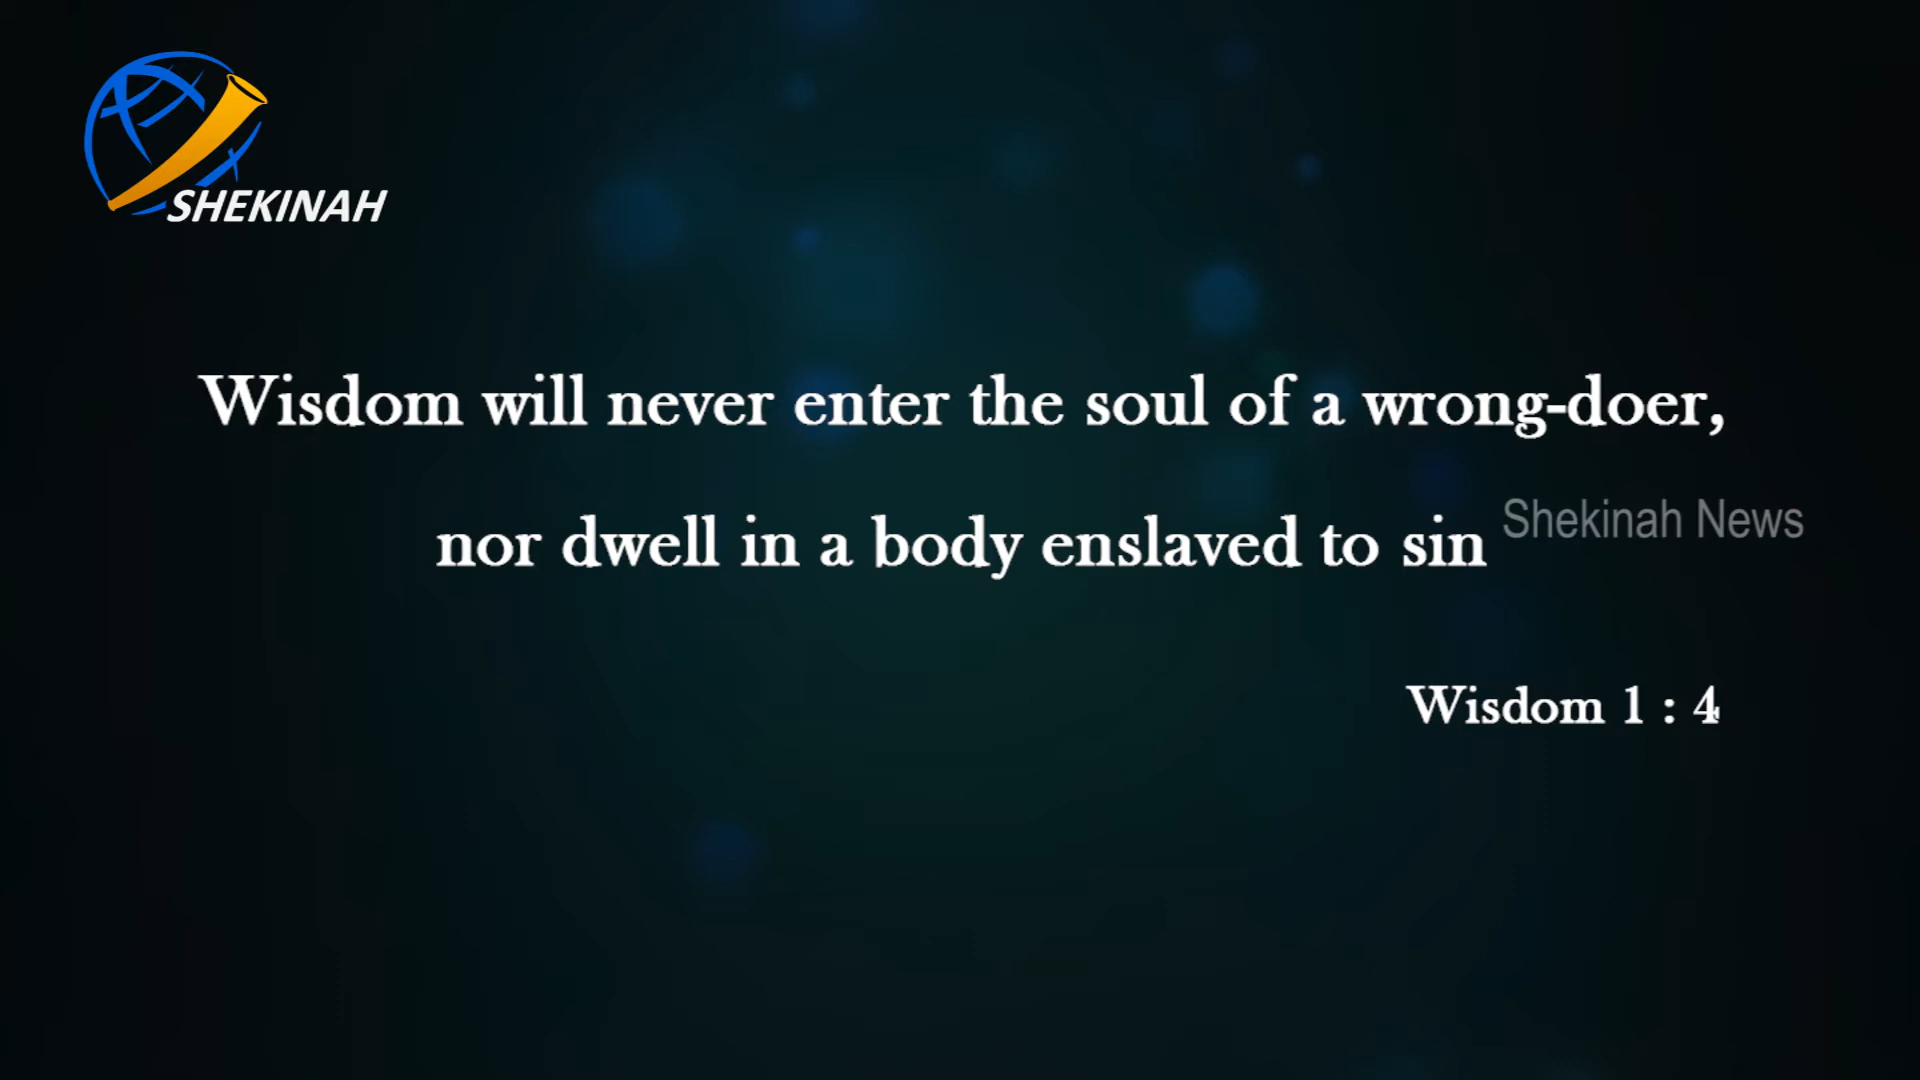 SHEKINAH
Wisdom will never enter the soul of a wrong-doer,
nor dwell in a body enslaved to sin
Shekinah News
Wisdom 1 : 4